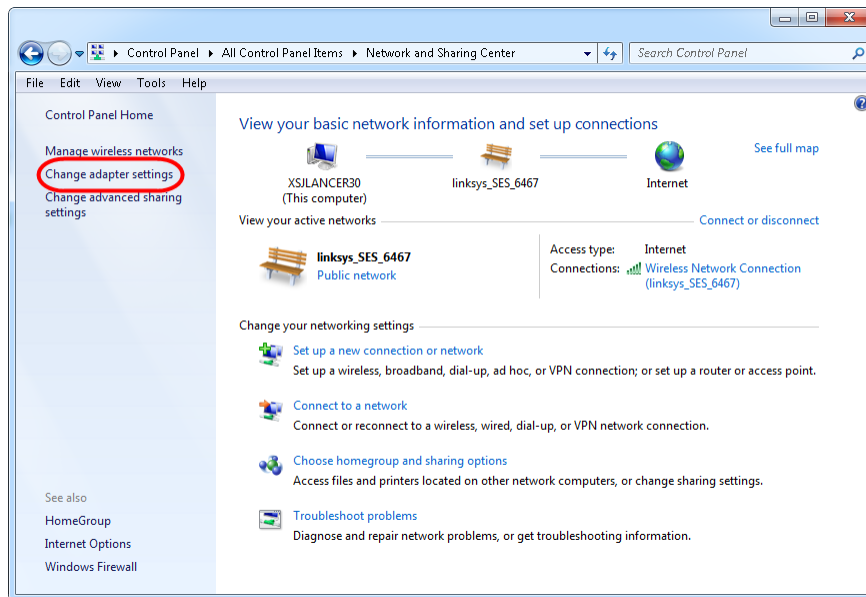 Control Panel ▸ All Control Panel Items ▸ Network and Sharing Center
Search Control Panel
File Edit View Tools Help
Control Panel Home
Manage wireless networks
Change adapter settings
Change advanced sharing
settings
See also
HomeGroup
Internet Options
Windows Firewall
View your basic network information and set up connections
See full map
XSJLANCER30
(This computer)
linksys_SES_6467
Internet
View your active networks
Connect or disconnect
linksys_SES_6467
Public network
Access type: Internet
Connections: Wireless Network Connection
(linksys_SES_6467)
Change your networking settings
Set up a new connection or network
Set up a wireless, broadband, dial-up, ad hoc, or VPN connection; or set up a router or access point.
Connect to a network
Connect or reconnect to a wireless, wired, dial-up, or VPN network connection.
Choose homegroup and sharing options
Access files and printers located on other network computers, or change sharing settings.
Troubleshoot problems
Diagnose and repair network problems, or get troubleshooting information.